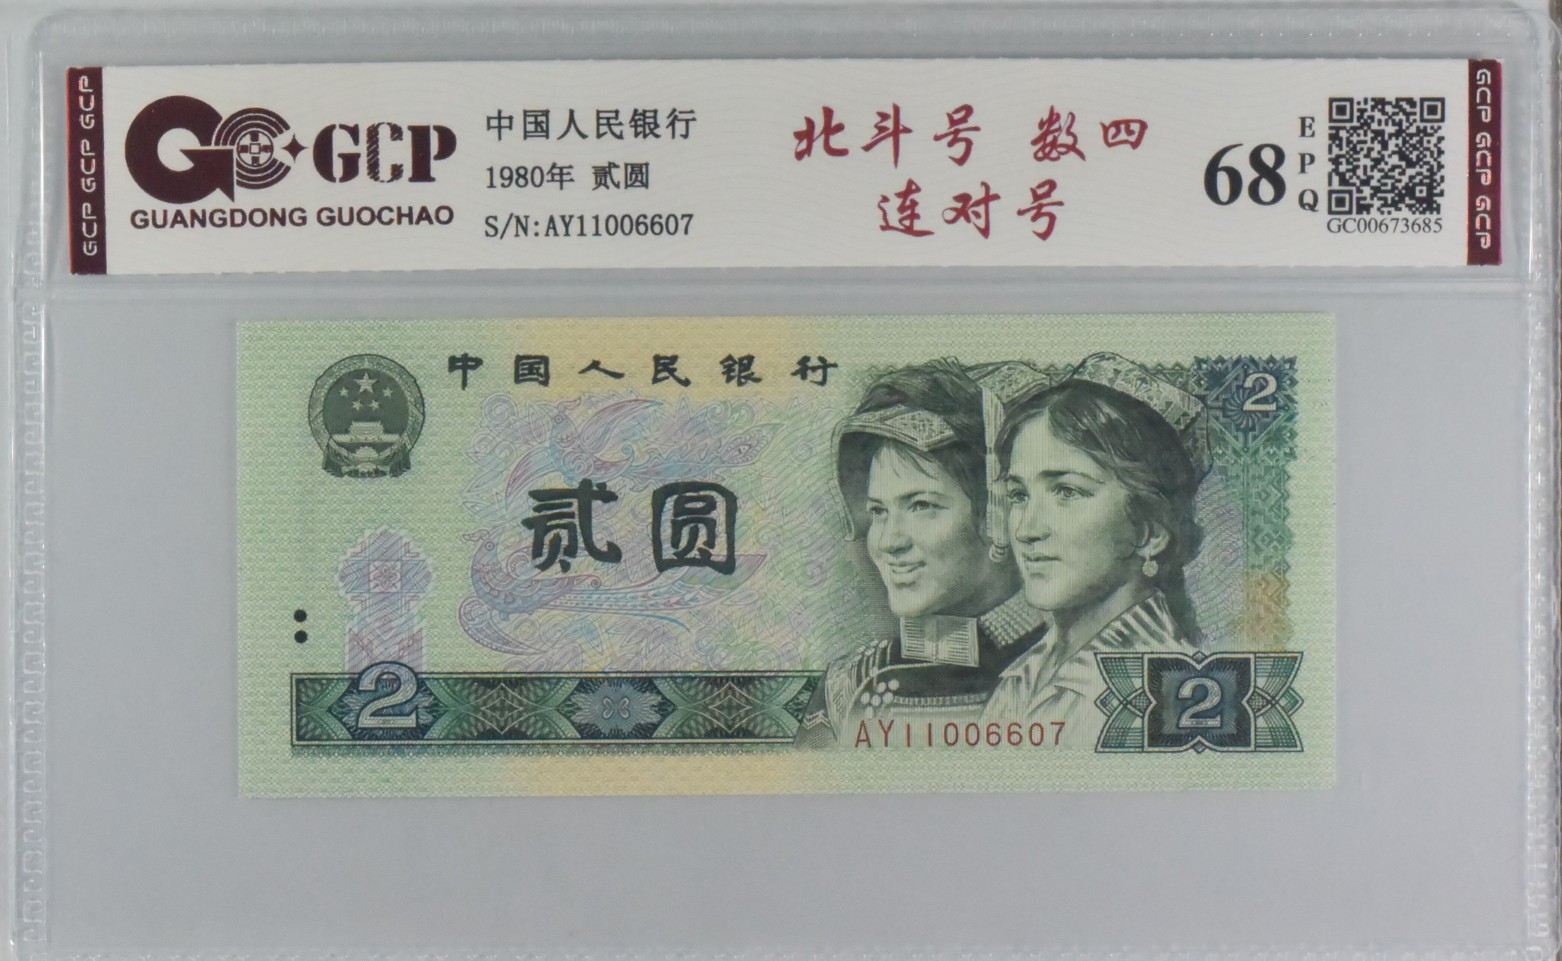 GCP GCP GCP
GCP
GUANGDONG GUOCHAO
中国人民银行
1980年 贰圆
S/N:AY11006607
北斗号 数四
连对号
68
EPQ
GC00673685
GCP GCP GCP
中国人民银行
2
贰圆
2
2
AY11006607